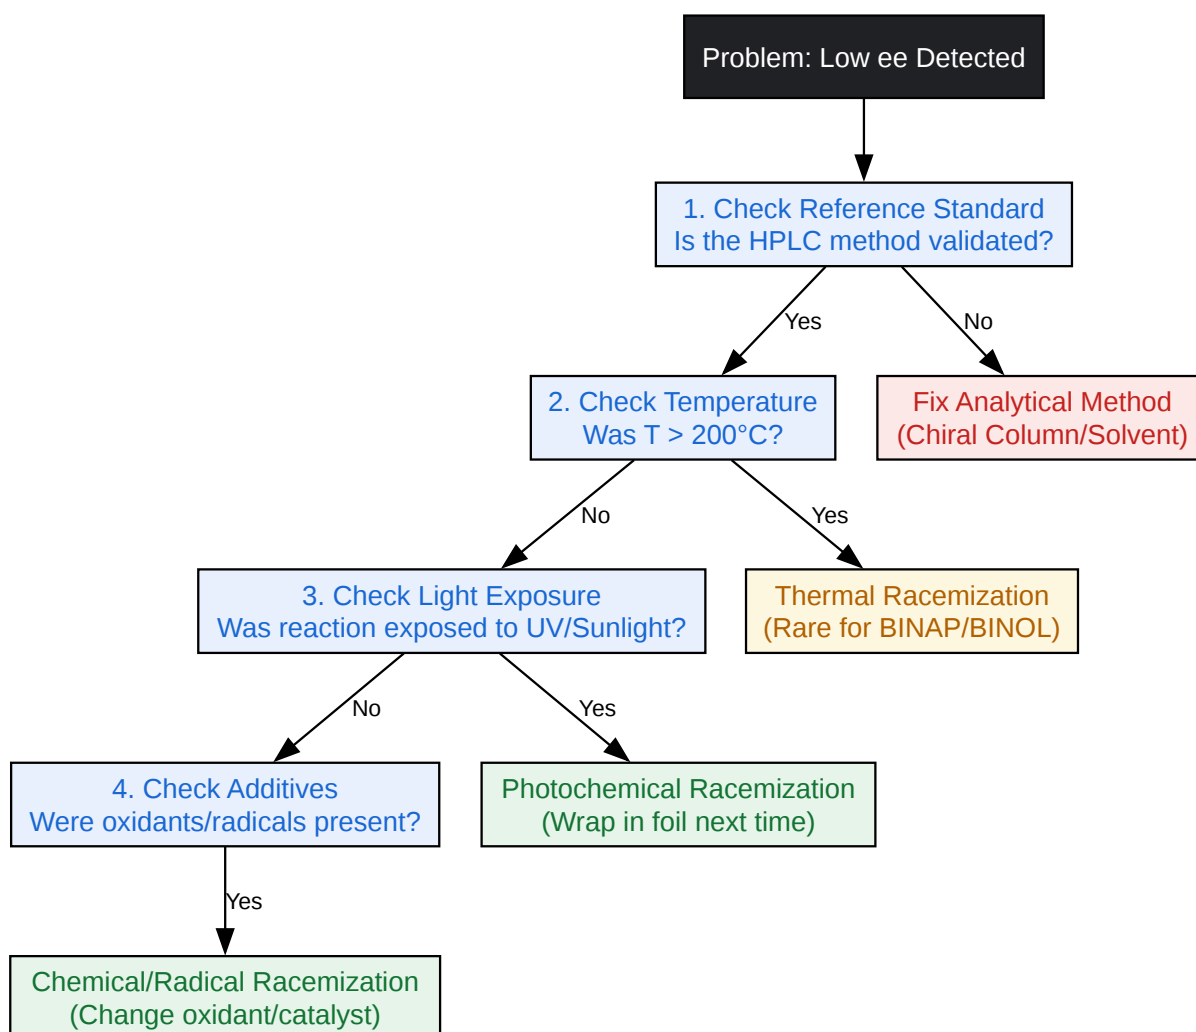 Problem: Low ee Detected
1. Check Reference Standard
Is the HPLC method validated?
Yes
No
2. Check Temperature
Was T > 200°C?
Fix Analytical Method
(Chiral Column/Solvent)
No
Yes
3. Check Light Exposure
Was reaction exposed to UV/Sunlight?
Thermal Racemization
(Rare for BINAP/BINOL)
No
Yes
4. Check Additives
Were oxidants/radicals present?
Photochemical Racemization
(Wrap in foil next time)
Yes
Chemical/Radical Racemization
(Change oxidant/catalyst)